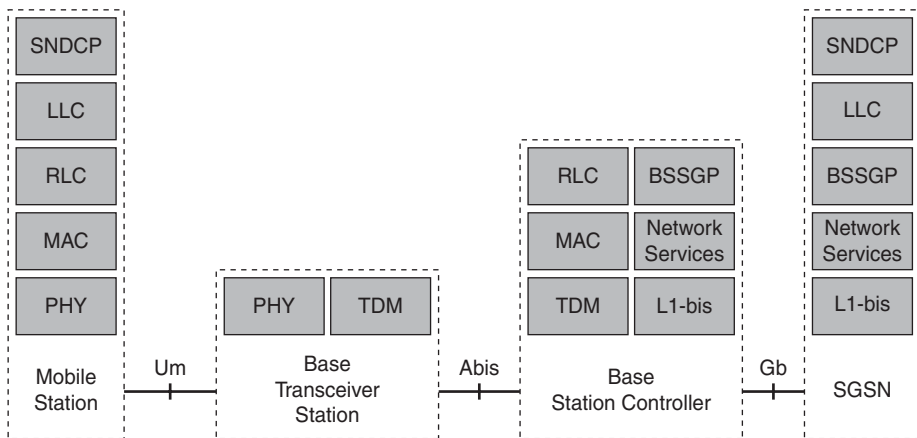 SNDCP
LLC
RLC
MAC
PHY
Mobile
Station
Um
PHY
TDM
Base
Transceiver
Station
Abis
RLC
BSSGP
MAC
Network
Services
TDM
L1-bis
Base
Station Controller
Gb
SNDCP
LLC
BSSGP
Network
Services
L1-bis
SGSN